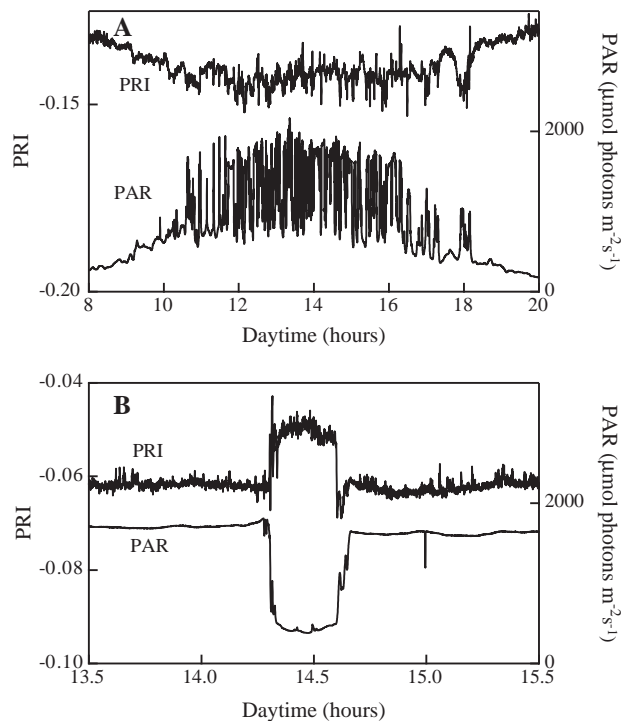 A
PRI
PAR
-0.15
-0.20
2000
0
8 10 12 14 16 18 20
Daytime (hours)
PRI
PAR (μmol photons m-2s-1)
B
PRI
PAR
-0.04
-0.06
-0.08
-0.10
2000
0
13.5 14.0 14.5 15.0 15.5
Daytime (hours)
PRI
PAR (μmol photons m-2s-1)